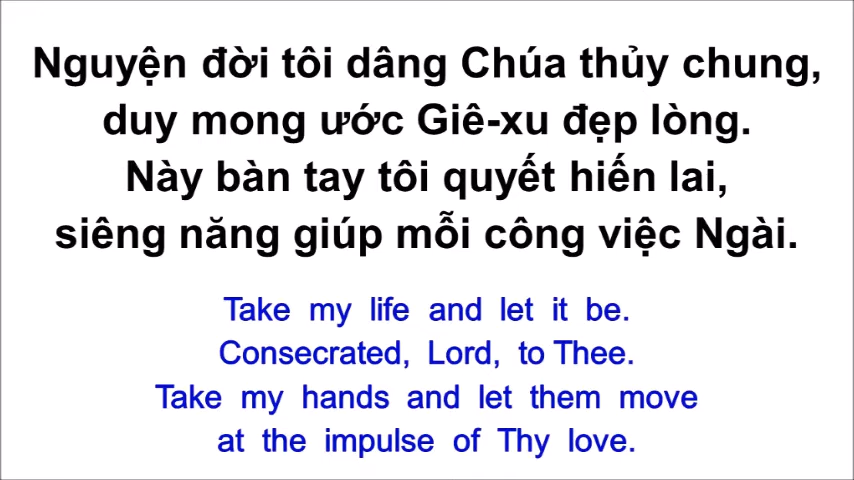 Nguyện đời tôi dâng Chúa thủy chung,
duy mong ước Giê-xu đẹp lòng.
Này bàn tay tôi quyết hiến lai,
siêng năng giúp mỗi công việc Ngài.
Take my life and let it be.
Consecrated, Lord, to Thee.
Take my hands and let them move
at the impulse of Thy love.